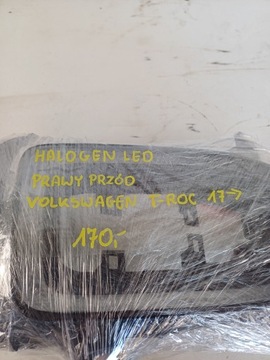 HALOGEN LED
PRAWY PRZÓD
VOLKSWAGEN T-ROC 17→
170,-